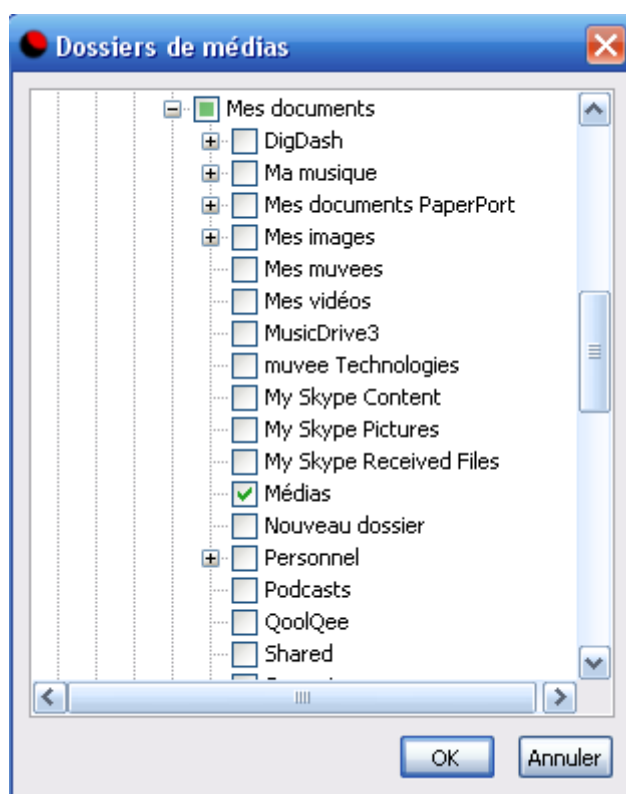 Dossiers de médias
Mes documents
DigDash
Ma musique
Mes documents PaperPort
Mes images
Mes muvees
Mes vidéos
MusicDrive3
muvee Technologies
My Skype Content
My Skype Pictures
My Skype Received Files
Médias
Nouveau dossier
Personnel
Podcasts
QoolQee
Shared
OK Annuler